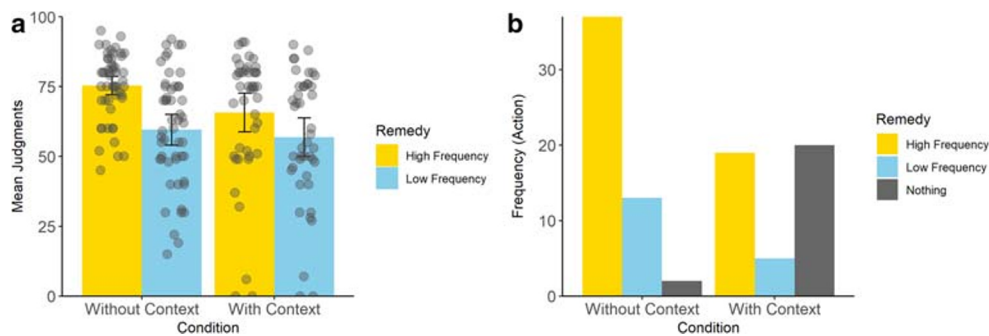 a
Mean Judgments
100
75
50
25
0
Without Context
With Context
Condition
Remedy
High Frequency
Low Frequency
b
Frequency (Action)
30
20
10
0
Without Context
With Context
Condition
Remedy
High Frequency
Low Frequency
Nothing